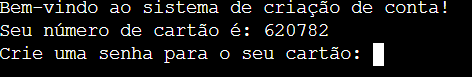 Bem-vindo ao sistema de criação de conta!
Seu número de cartão é: 620782
Crie uma senha para o seu cartão: